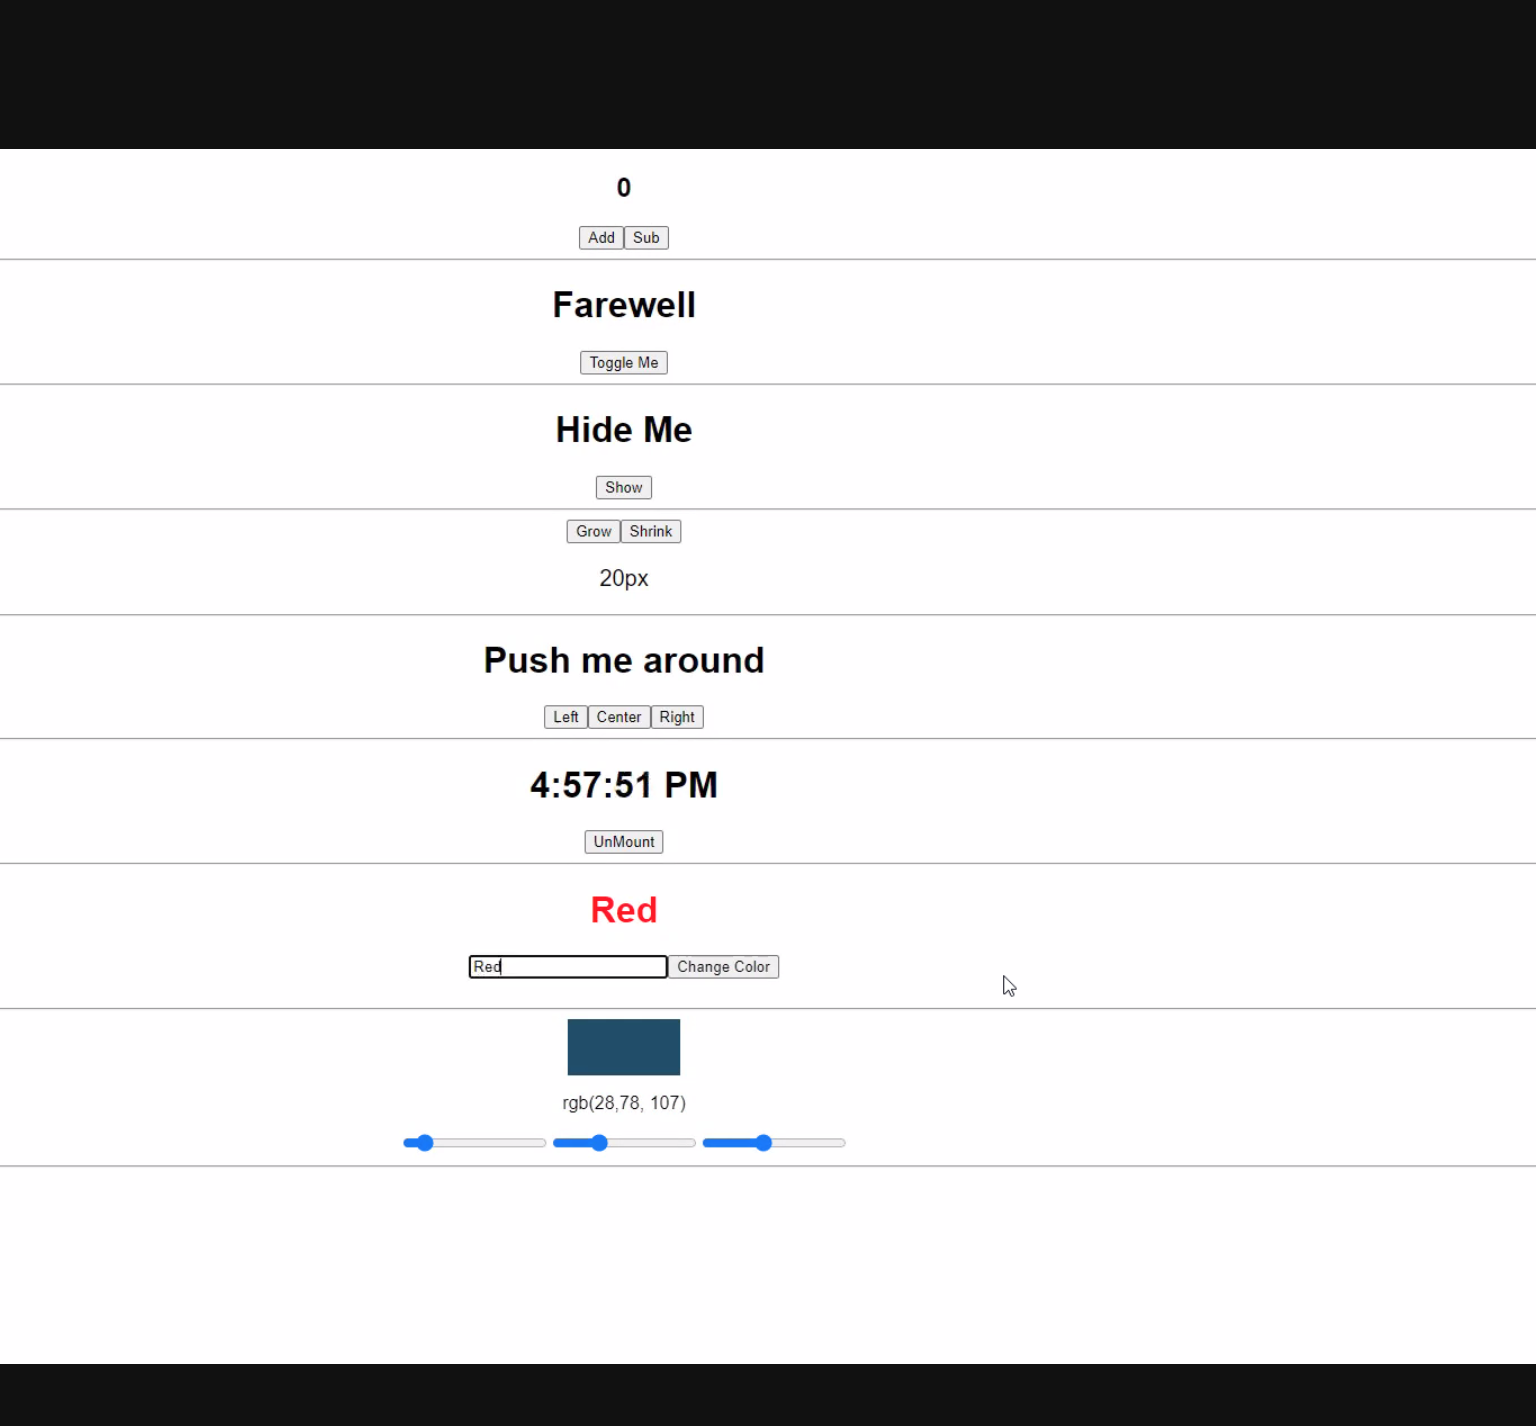 0
Add Sub
Farewell
Toggle Me
Hide Me
Show
Grow Shrink
20px
Push me around
Left Center Right
4:57:51 PM
UnMount
Red
Red Change Color
rgb(28,78, 107)